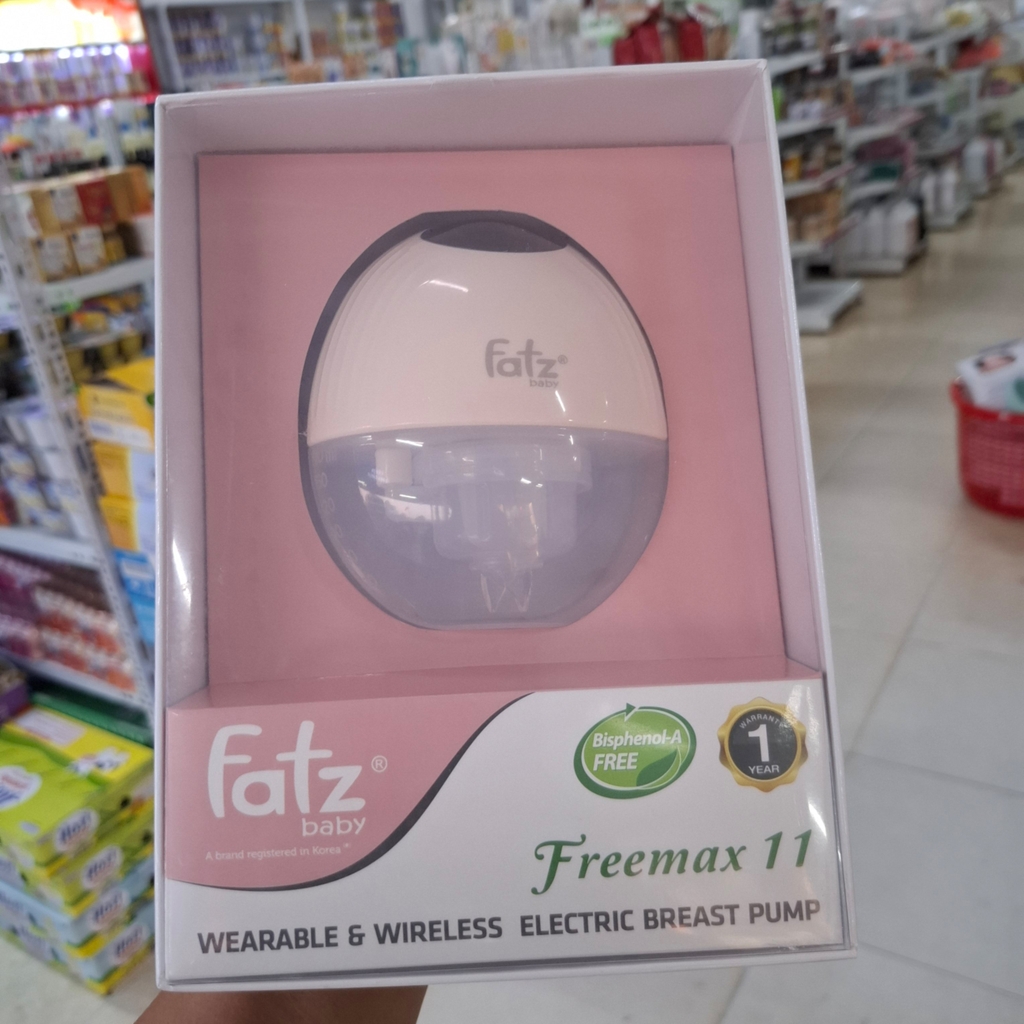 Fatz®
baby
Fatz®
baby
A brand registered in Korea
Bisphenol-A
FREE
WARRANTY
1
YEAR
Freemax 11
WEARABLE & WIRELESS ELECTRIC BREAST PUMP